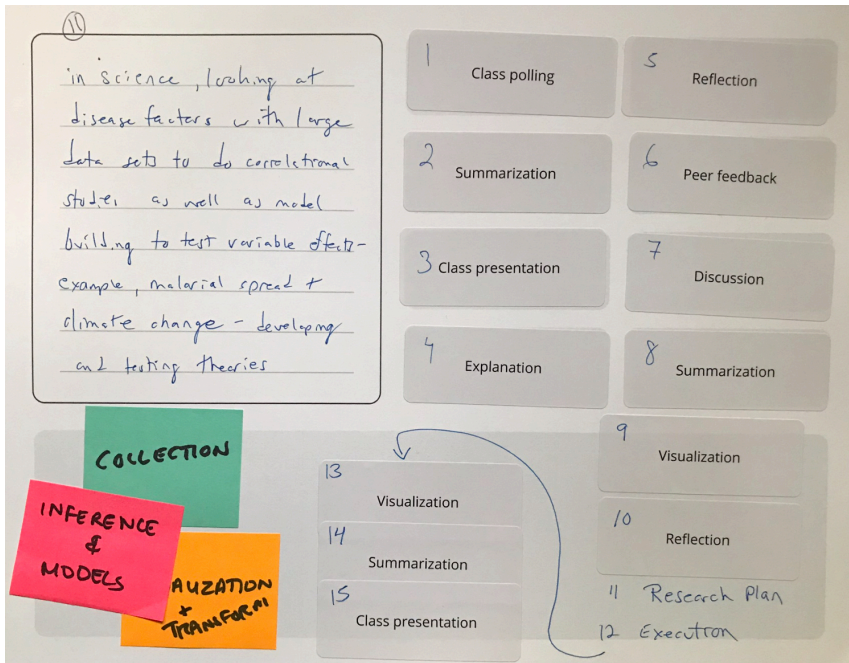 11
in science, looking at
disease factors with large
data sets to do correlational
studies as well as model
building to test variable effects-
example, malarial spread +
climate change - developing
and testing theories
1 Class polling
2 Summarization
3 Class presentation
4 Explanation
5 Reflection
6 Peer feedback
7 Discussion
8 Summarization
9 Visualization
10 Reflection
11 Research Plan
12 Execution
13 Visualization
14 Summarization
15 Class presentation
COLLECTION
INFERENCE
&
MODELS
ALIZATION
+
TRANSFORM